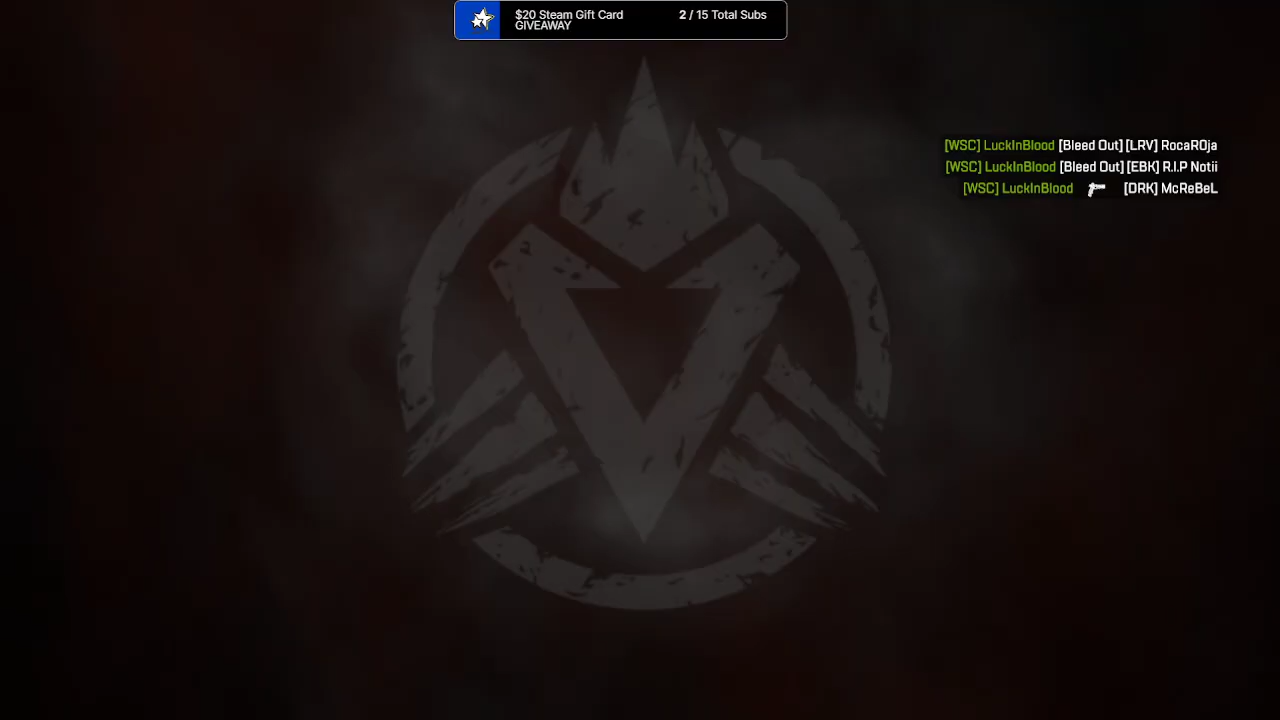 $20 Steam Gift Card
GIVEAWAY
2 / 15 Total Subs
[WSC] LuckInBlood [Bleed Out] [LRV] RocaR0ja
[WSC] LuckInBlood [Bleed Out] [EBK] R.I.P Notii
[WSC] LuckInBlood [DRK] McReBeL